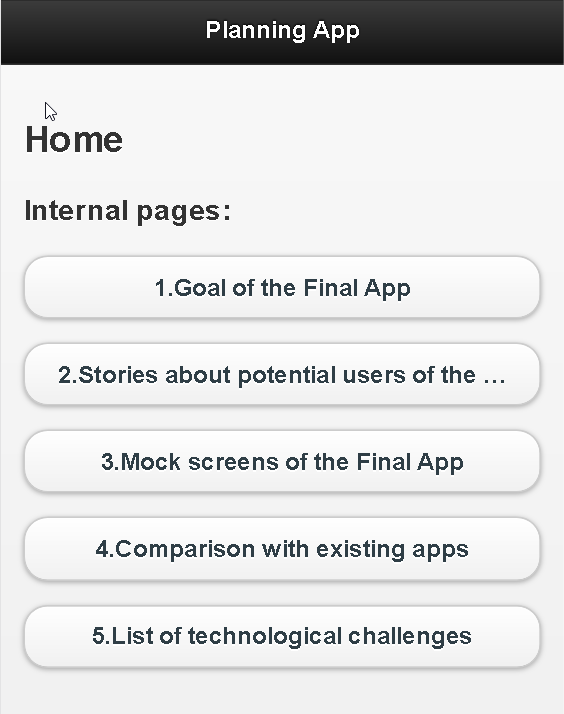 Planning App
Home
Internal pages:
1.Goal of the Final App
2.Stories about potential users of the …
3.Mock screens of the Final App
4.Comparison with existing apps
5.List of technological challenges